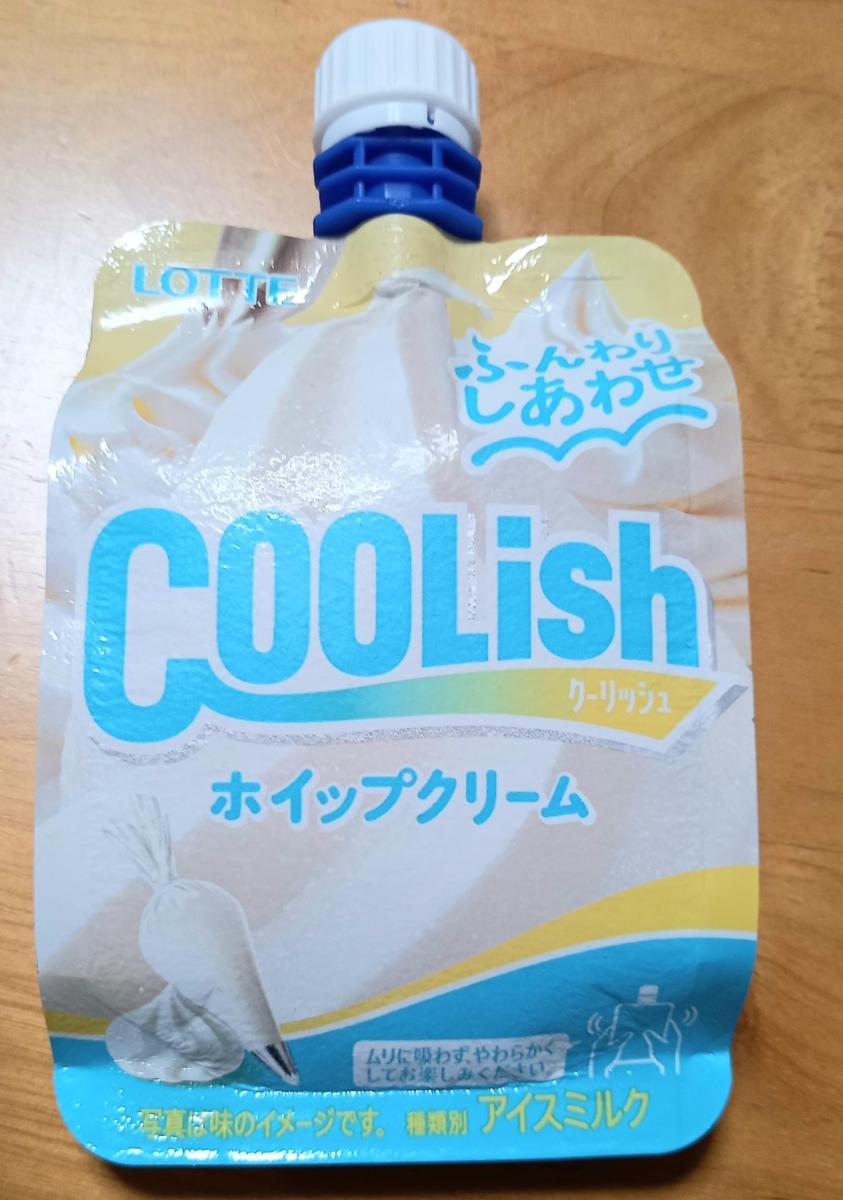 LOTTE
ふんわり
しあわせ
COOLish
クーリッシュ
ホイップクリーム
ムリに吸わず、やわらかく
してお楽しみください。
写真は味のイメージです。 種類別 アイスミルク